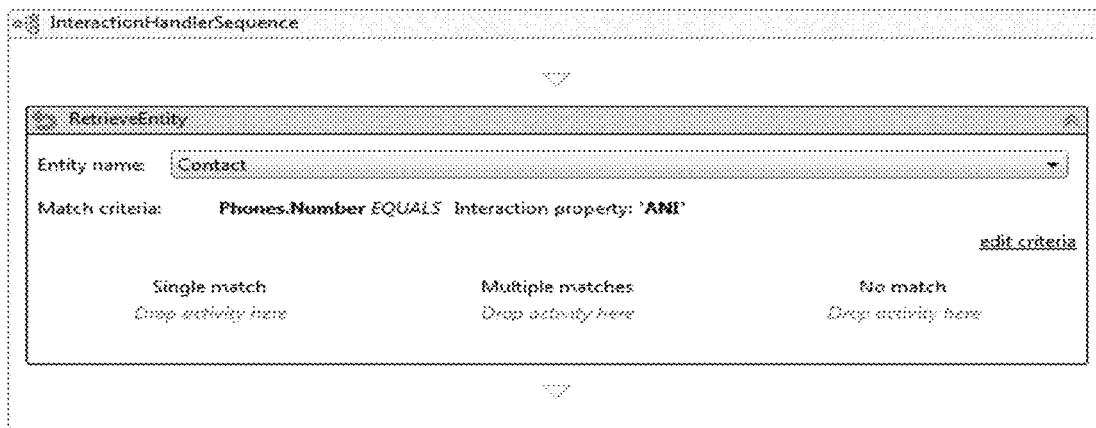 InteractionHandlerSequence
RetrieveEntity
Entity name: Contact
Match criteria: Phones.Number EQUALS Interaction property: 'ANI'
edit criteria
Single match Multiple matches No match
Drop activity here Drop activity here Drop activity here